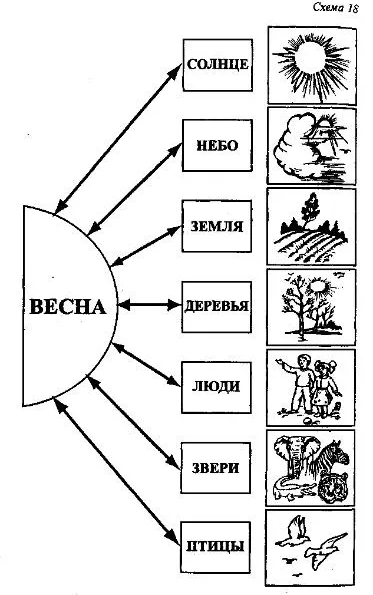 Схема 18
СОЛНЦЕ
НЕБО
ЗЕМЛЯ
ВЕСНА
ДЕРЕВЬЯ
ЛЮДИ
ЗВЕРИ
ПТИЦЫ